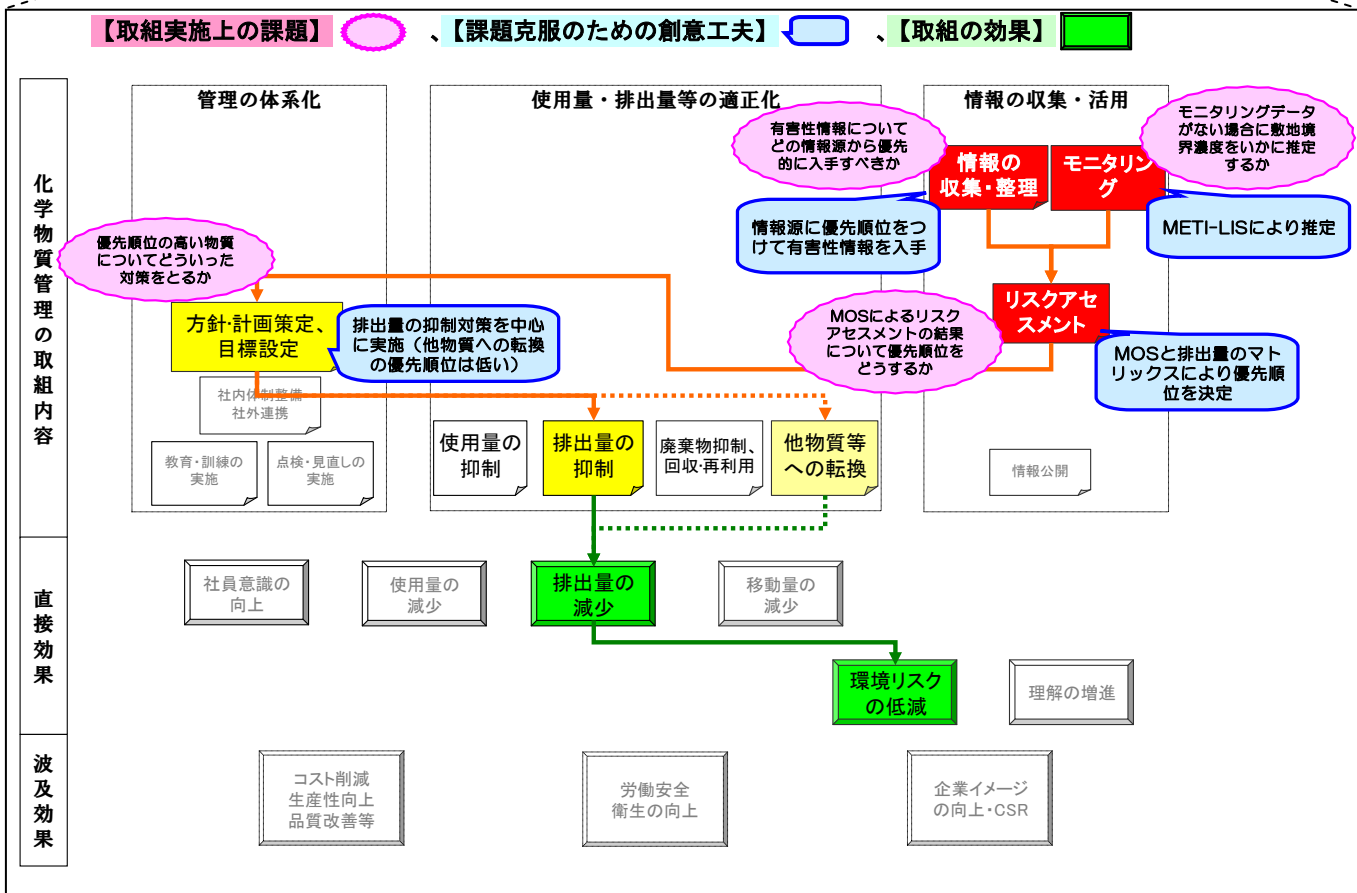 【取組実施上の課題】 、【課題克服のための創意工夫】 、【取組の効果】
化学物質管理の取組内容
管理の体系化
使用量・排出量等の適正化
情報の収集・活用
有害性情報について
どの情報源から優先
的に入手すべきか
モニタリングデータ
がない場合に敷地境
界濃度をいかに推定
するか
情報の
収集・整理
モニタリン
グ
情報源に優先順位をつ
けて有害性情報を入手
METI-LISにより推定
優先順位の高い物質
についてどういった
対策をとるか
方針・計画策定、
目標設定
排出量の抑制対策を中心
に実施（他物質への転換
の優先順位は低い）
MOSによるリスク
アセスメントの結果
について優先順位を
どうするか
リスクアセ
スメント
MOSと排出量のマト
リックスにより優先順
位を決定
社内体制整備
社外連携
教育・訓練の
実施
点検・見直しの
実施
使用量の
抑制
排出量の
抑制
廃棄物抑制、
回収・再利用
他物質等
への転換
情報公開
直接効果
社員意識の
向上
使用量の
減少
排出量の
減少
移動量の
減少
環境リスク
の低減
理解の増進
波及効果
コスト削減
生産性向上
品質改善等
労働安全
衛生の向上
企業イメージ
の向上・CSR